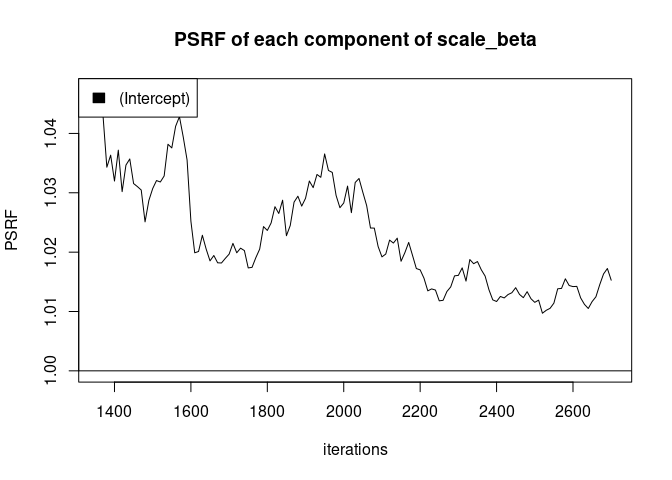 PSRF of each component of scale_beta
(Intercept)
PSRF
1.04
1.03
1.02
1.01
1.00
1400 1600 1800 2000 2200 2400 2600
iterations